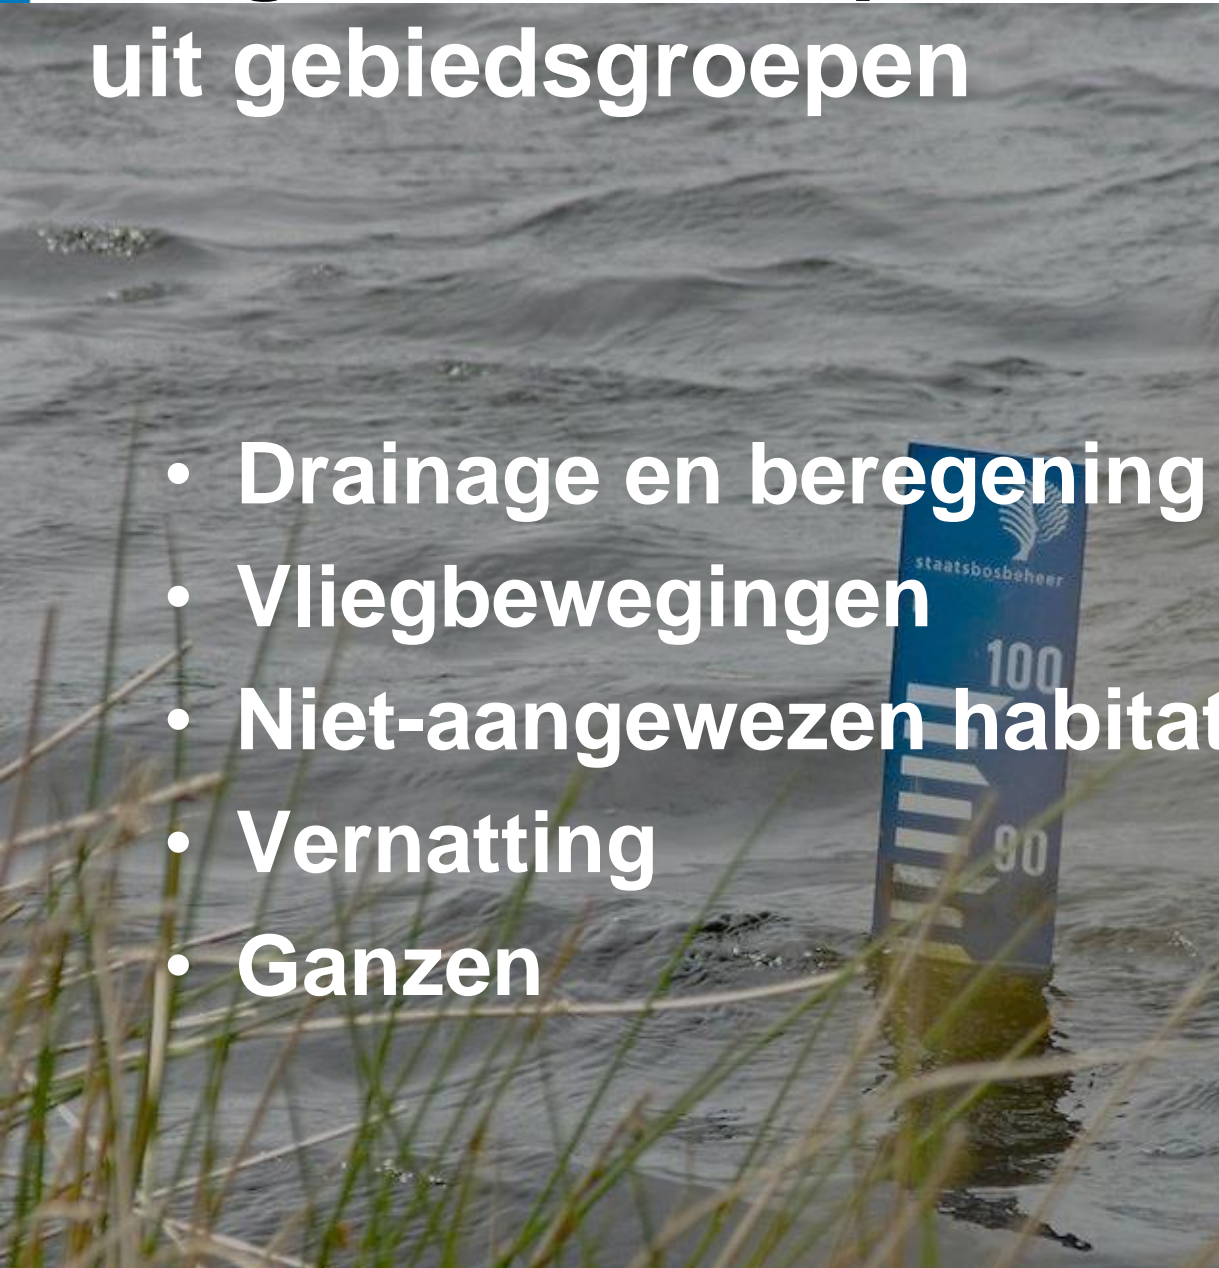 uit gebiedsgroepen
• Drainage en beregening
staatsbosbeheer
• Vliegbewegingen
100
• Niet-aangewezen habitat
• Vernatting
90
• Ganzen